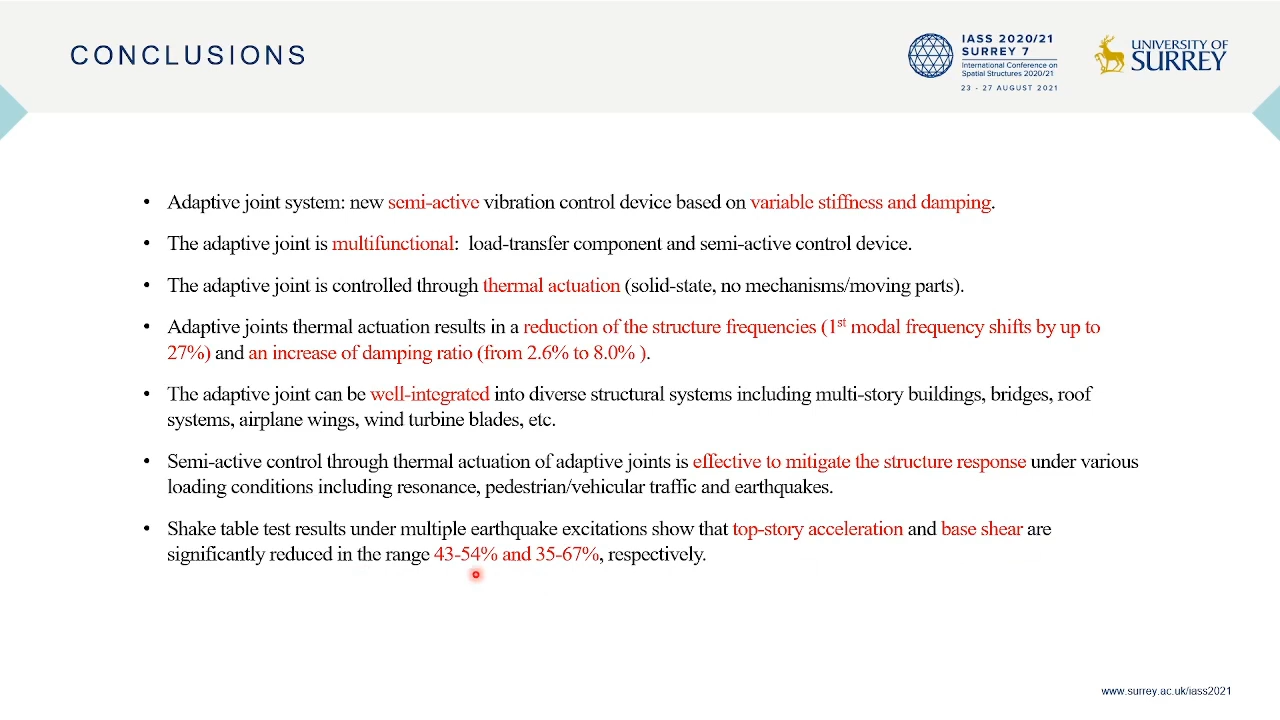 CONCLUSIONS
IASS 2020/21
SURREY 7
International Conference on
Spatial Structures 2020/21
23 - 27 AUGUST 2021
UNIVERSITY OF
SURREY
• Adaptive joint system: new semi-active vibration control device based on variable stiffness and damping.
• The adaptive joint is multifunctional: load-transfer component and semi-active control device.
• The adaptive joint is controlled through thermal actuation (solid-state, no mechanisms/moving parts).
• Adaptive joints thermal actuation results in a reduction of the structure frequencies (1st modal frequency shifts by up to
27%) and an increase of damping ratio (from 2.6% to 8.0% ).
• The adaptive joint can be well-integrated into diverse structural systems including multi-story buildings, bridges, roof
systems, airplane wings, wind turbine blades, etc.
• Semi-active control through thermal actuation of adaptive joints is effective to mitigate the structure response under various
loading conditions including resonance, pedestrian/vehicular traffic and earthquakes.
• Shake table test results under multiple earthquake excitations show that top-story acceleration and base shear are
significantly reduced in the range 43-54% and 35-67%, respectively.
www.surrey.ac.uk/iass2021